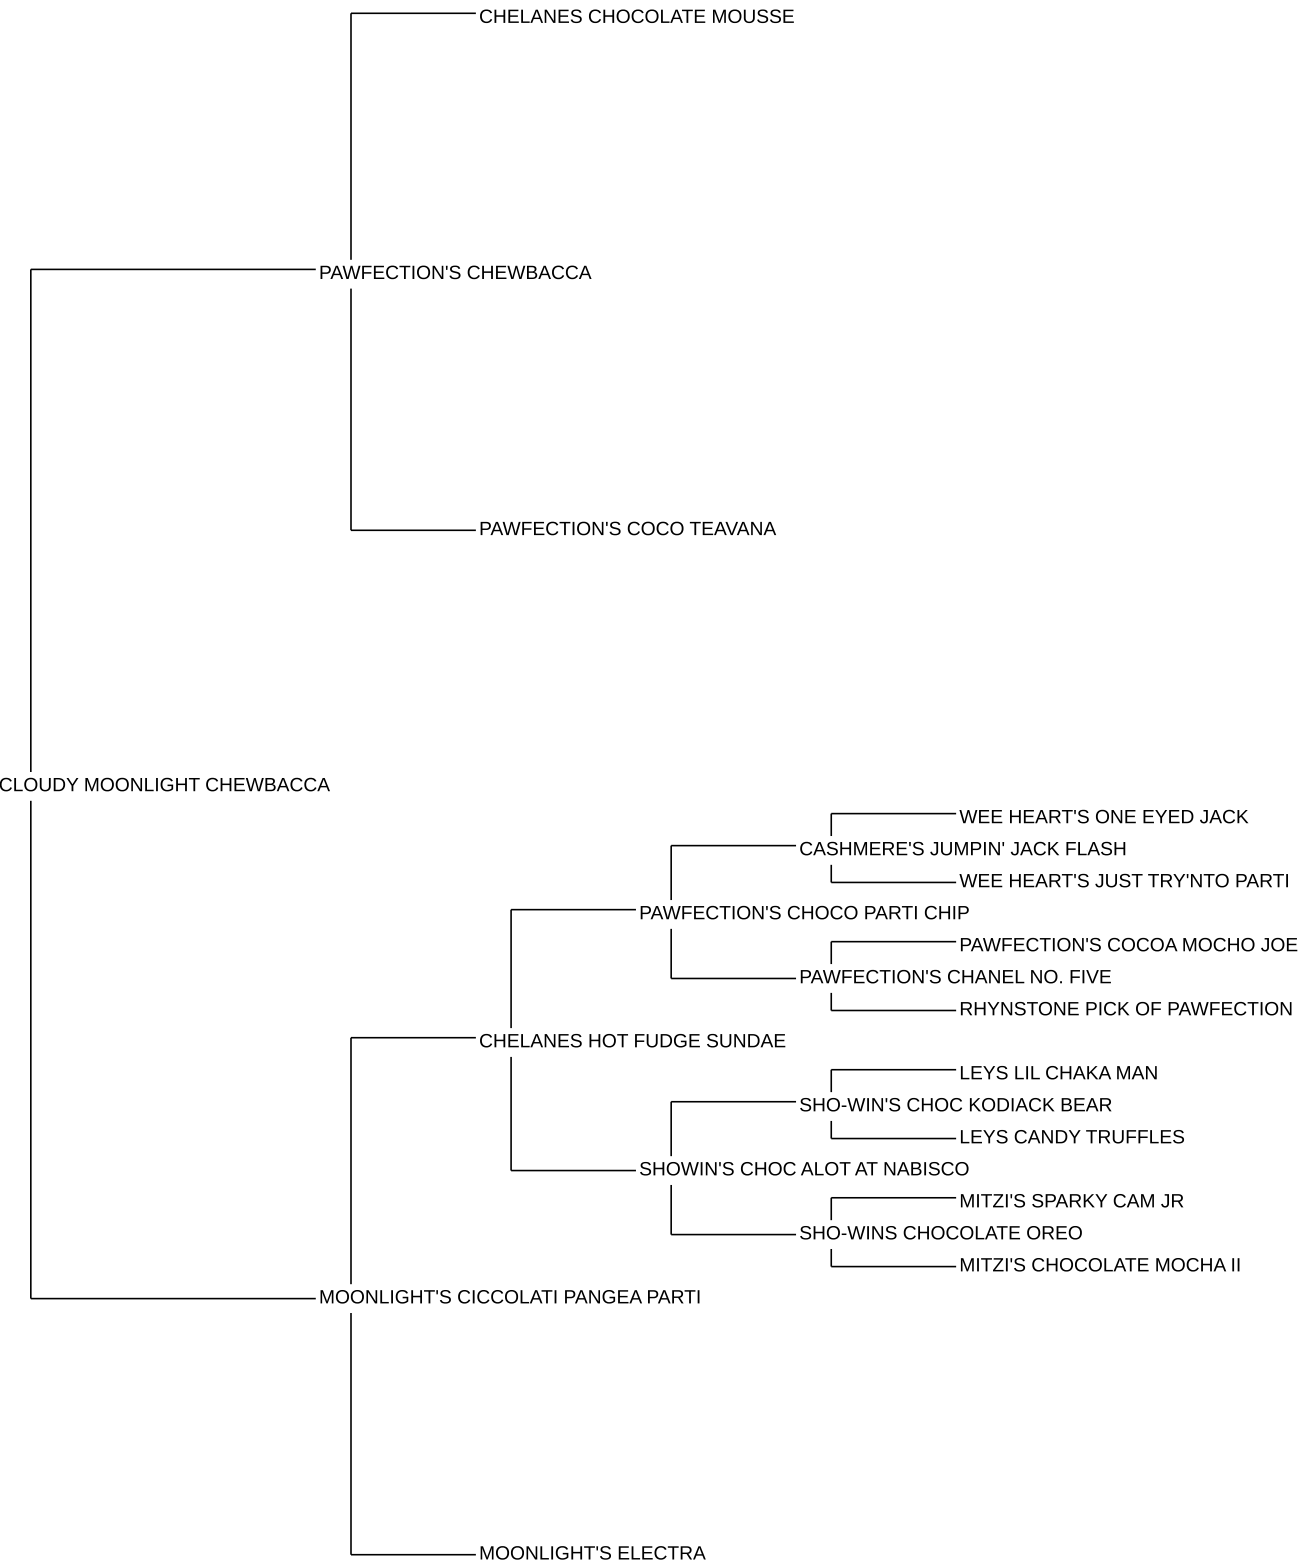 CHELANES CHOCOLATE MOUSSE
PAWFECTION'S CHEWBACCA
PAWFECTION'S COCO TEAVANA
CLOUDY MOONLIGHT CHEWBACCA
WEE HEART'S ONE EYED JACK
CASHMERE'S JUMPIN' JACK FLASH
WEE HEART'S JUST TRY'NTO PARTI
PAWFECTION'S CHOCO PARTI CHIP
PAWFECTION'S COCOA MOCHO JOE
PAWFECTION'S CHANEL NO. FIVE
RHYNSTONE PICK OF PAWFECTION
CHELANES HOT FUDGE SUNDAE
LEYS LIL CHAKA MAN
SHO-WIN'S CHOC KODIACK BEAR
LEYS CANDY TRUFFLES
SHOWIN'S CHOC ALOT AT NABISCO
MITZI'S SPARKY CAM JR
SHO-WINS CHOCOLATE OREO
MITZI'S CHOCOLATE MOCHA II
MOONLIGHT'S CICCOLATI PANGEA PARTI
MOONLIGHT'S ELECTRA